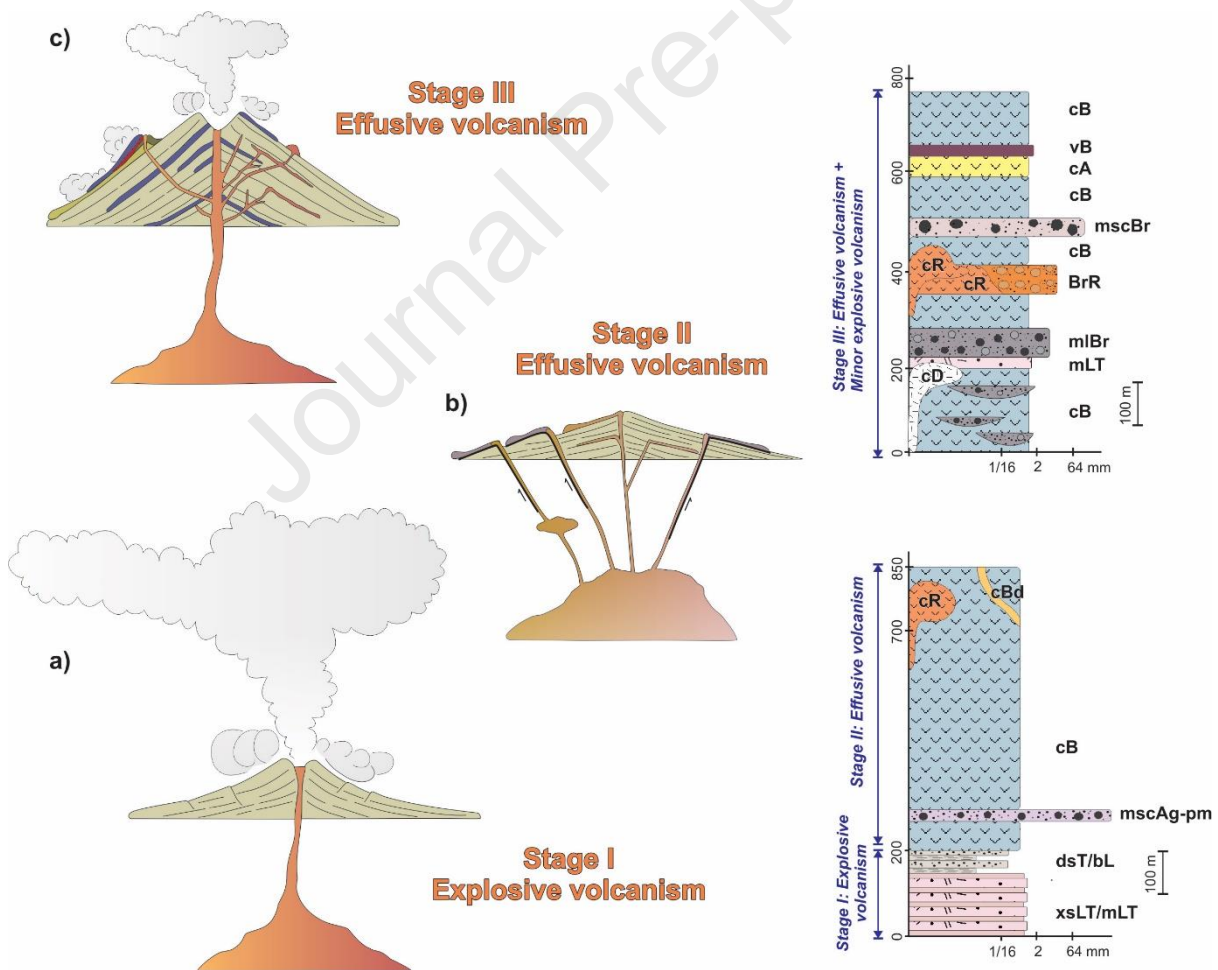 Journal Pre-p
c)
Stage III
Effusive volcanism
Stage II
Effusive volcanism
b)
a)
Stage I
Explosive volcanism
Stage III: Effusive volcanism +
Minor explosive volcanism
800
600
400
200
0
cB
vB
cA
cB
mscBr
cB
cR
cR
BrR
mlBr
mLT
cD
cB
100 m
1/16 2 64 mm
Stage II: Effusive volcanism
Stage I: Explosive
volcanism
850
700
200
0
cR
cBd
cB
mscAg-pm
dsT/bL
xsLT/mLT
100 m
1/16 2 64 mm